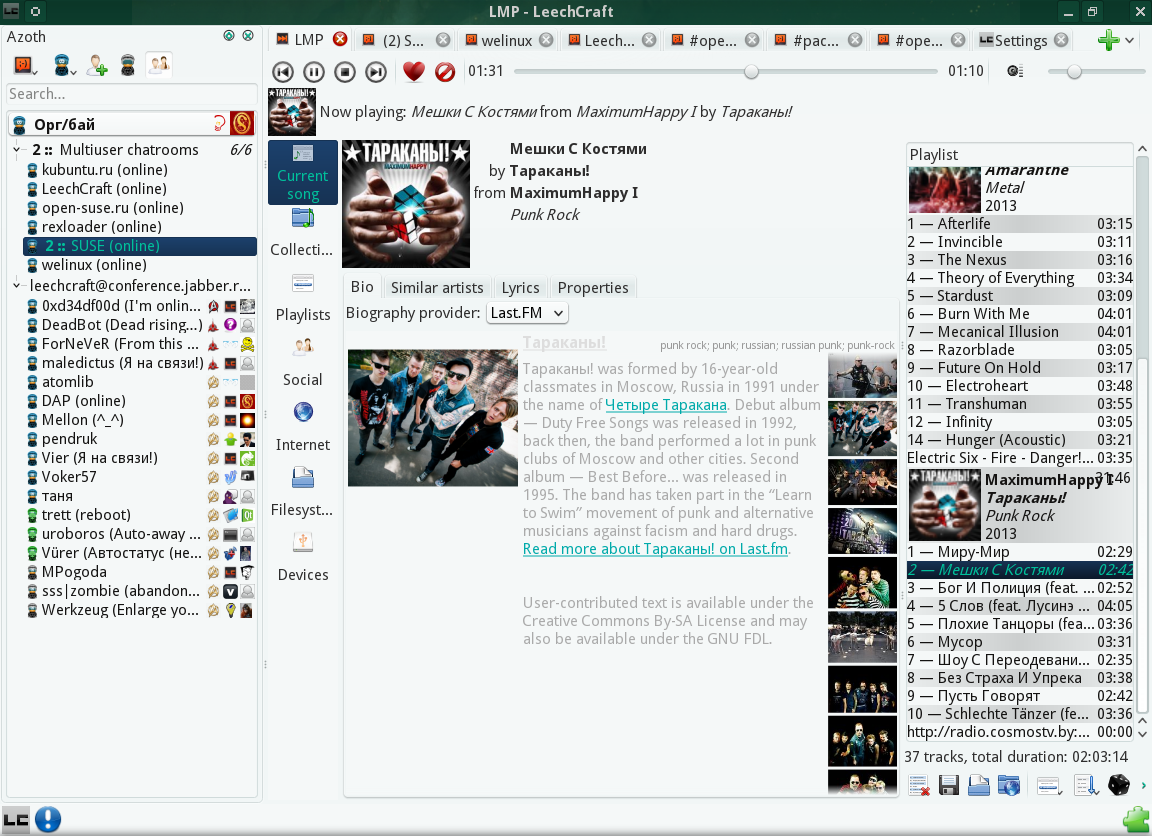 LMP - LeechCraft
Azoth
Search...
Орг/бай
2 :: Multiuser chatrooms 6/6
kubuntu.ru (online)
LeechCraft (online)
open-suse.ru (online)
rexloader (online)
2 :: SUSE (online)
welinux (online)
leechcraft@conference.jabber.r...
0xd34df00d (I'm onlin...
DeadBot (Dead rising...)
ForNeVeR (From this ...
maledictus (Я на связи!)
atomlib
DAP (online)
Mellon (^_^)
pendruk
Vier (Я на связи!)
Voker57
таня
trett (reboot)
uroboros (Auto-away ...
Vürer (Автостатус (не...
MPogoda
sss|zombie (abandon...
Werkzeug (Enlarge yo...
LMP
(2) S...
welinux
Leech...
#ope...
#pac...
#ope...
Settings
01:31
01:10
Now playing: Мешки С Костями from MaximumHappy I by Тараканы!
Current song
Collecti...
Playlists
Social
Internet
Filesyst...
Devices
ТАРАКАНЫ!
MAXIMUMHAPPY
Мешки С Костями
by Тараканы!
from MaximumHappy I
Punk Rock
Bio
Similar artists
Lyrics
Properties
Biography provider: Last.FM
Тараканы!
punk rock; punk; russian; russian punk; punk-rock
Тараканы! was formed by 16-year-old
classmates in Moscow, Russia in 1991 under
the name of Четыре Таракана. Debut album
— Duty Free Songs was released in 1992,
back then, the band performed a lot in punk
clubs of Moscow and other cities. Second
album — Best Before... was released in
1995. The band has taken part in the “Learn
to Swim” movement of punk and alternative
musicians against facism and hard drugs.
Read more about Тараканы! on Last.fm.
User-contributed text is available under the
Creative Commons By-SA License and may
also be available under the GNU FDL.
Playlist
Amaranthe
Metal
2013
1 — Afterlife 03:15
2 — Invincible 03:11
3 — The Nexus 03:16
4 — Theory of Everything 03:34
5 — Stardust 03:09
6 — Burn With Me 04:01
7 — Mecanical Illusion 04:01
8 — Razorblade 03:05
9 — Future On Hold 03:17
10 — Electroheart 03:48
11 — Transhuman 03:55
12 — Infinity 03:05
14 — Hunger (Acoustic) 03:21
Electric Six - Fire - Danger!... 03:35
ТАРАКАНЫ!
MaximumHappy I 31:46
Тараканы!
Punk Rock
2013
1 — Миру-Мир 02:29
2 — Мешки С Костями 02:42
3 — Бог И Полиция (feat. ... 02:52
4 — 5 Слов (feat. Лусинэ ... 04:05
5 — Плохие Танцоры (fea... 03:36
6 — Мусор 03:31
7 — Шоу С Переодевани... 02:35
8 — Без Страха И Упрека 03:38
9 — Пусть Говорят 02:42
10 — Schlechte Tänzer (fe... 03:36
http://radio.cosmostv.by:... 00:00
37 tracks, total duration: 02:03:14
LC